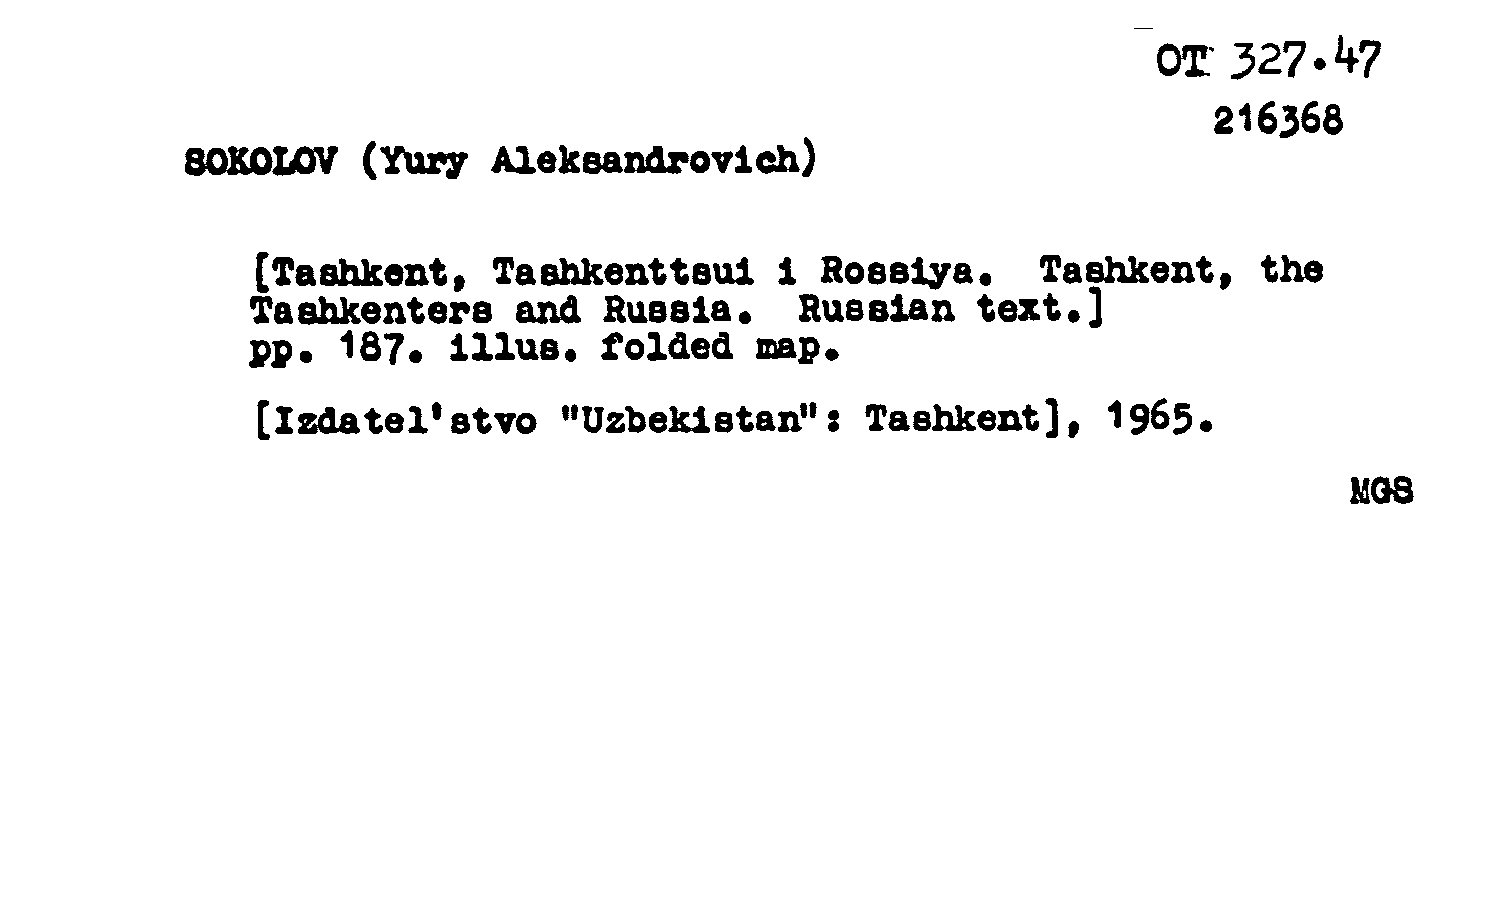 OT 327.47
216368
SOKOLOV (Yury Aleksandrovich)
[Tashkent, Tashkenttsui i Rossiya. Tashkent, the
Tashkenters and Russia. Russian text.]
pp. 187. illus. folded map.
[Izdatel'stvo "Uzbekistan": Tashkent], 1965.
MGS